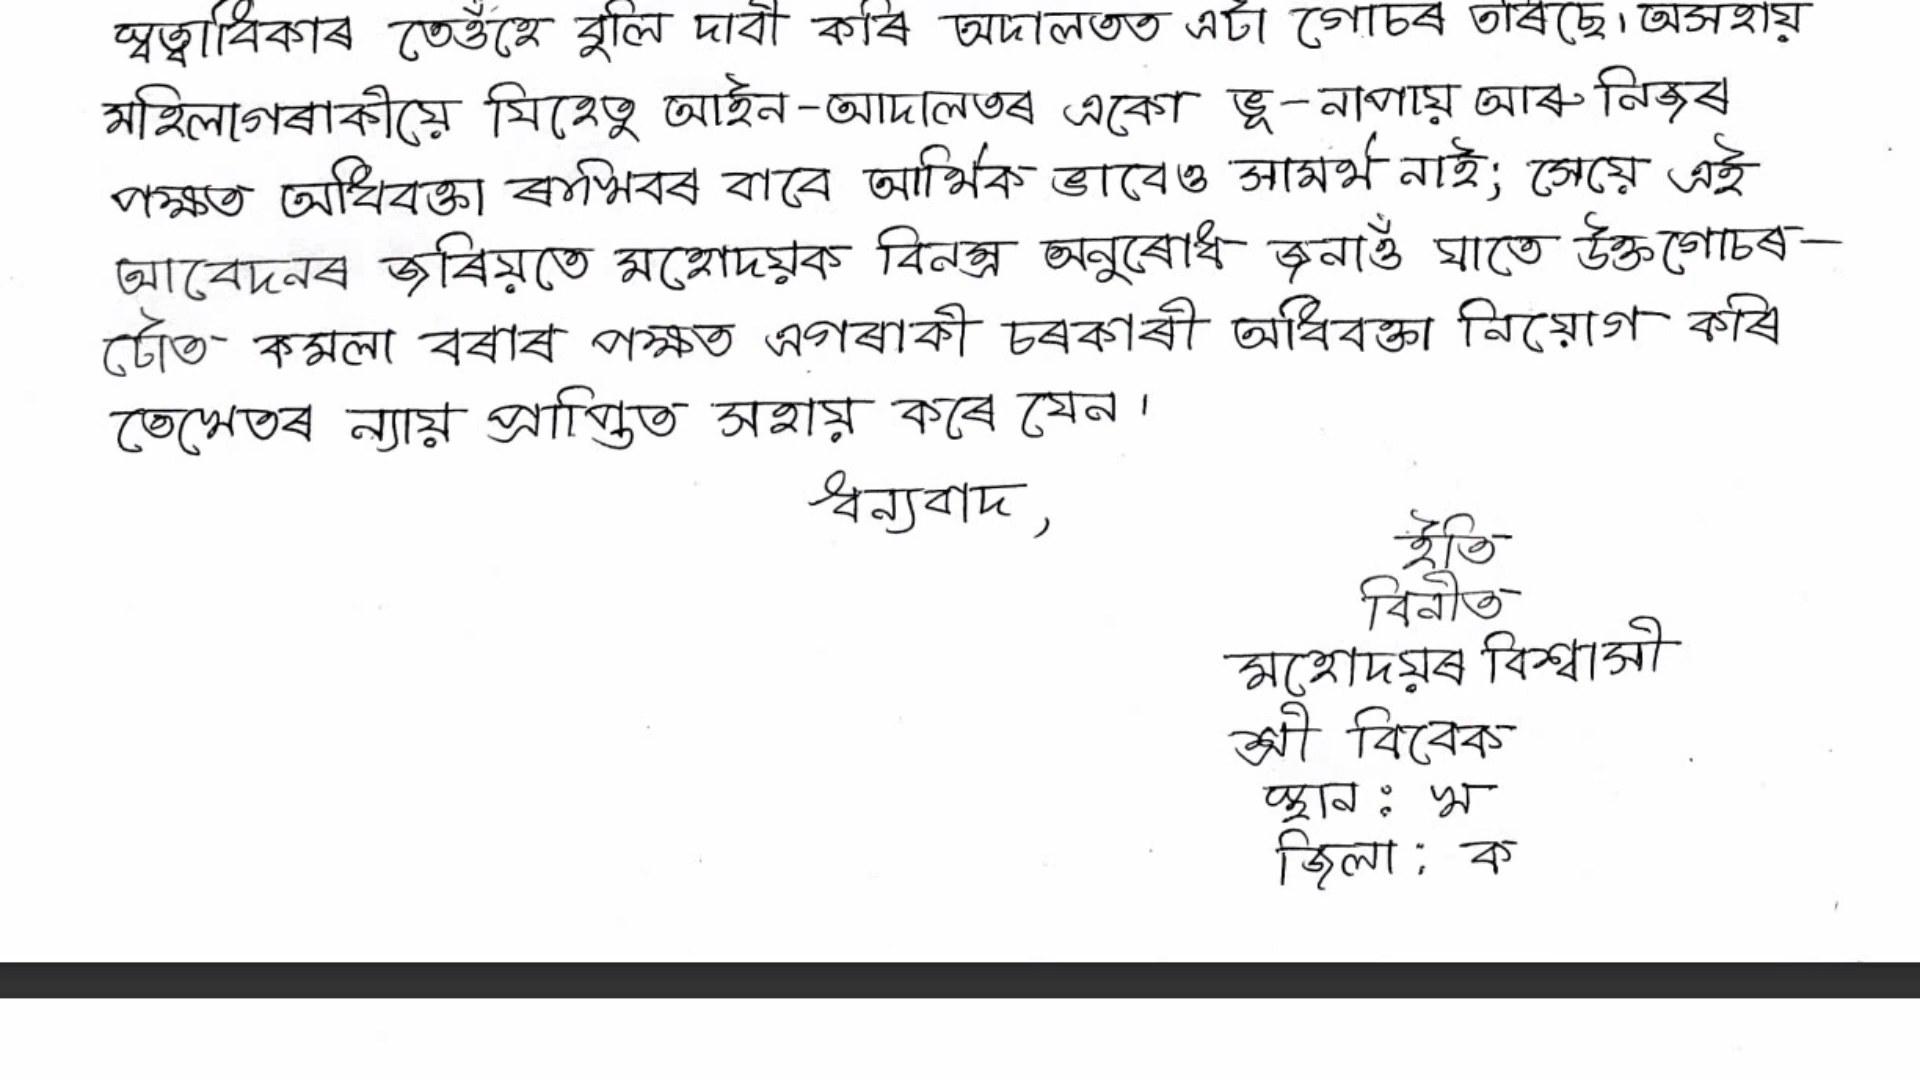 স্বত্বাধিকাৰ তেওঁহে বুলি দাবী কৰি অদালতত এটা গোচৰ তৰিছে। অসহায়
মহিলাগৰাকীয়ে যিহেতু আইন-আদালতৰ একো ভূ-নাপায় আৰু নিজৰ
পক্ষত অধিবক্তা ৰখাৰ বাবে আৰ্থিক ভাবেও সামৰ্থ নাই; সেয়ে এই
আবেদনৰ জৰিয়তে মহোদয়ক বিনম্ৰ অনুৰোধ জনাওঁ যাতে উক্ত গোচৰ-
টোত কমলা বৰাৰ পক্ষত এগৰাকী চৰকাৰী অধিবক্তা নিয়োগ কৰি
তেখেতৰ ন্যায় প্ৰাপ্তিত সহায় কৰে যেন।
ধন্যবাদ,
ইতি
বিনীত
মহোদয়ৰ বিশ্বাসী
শ্ৰী বিবেক
স্থান: খ
জিলা: ক